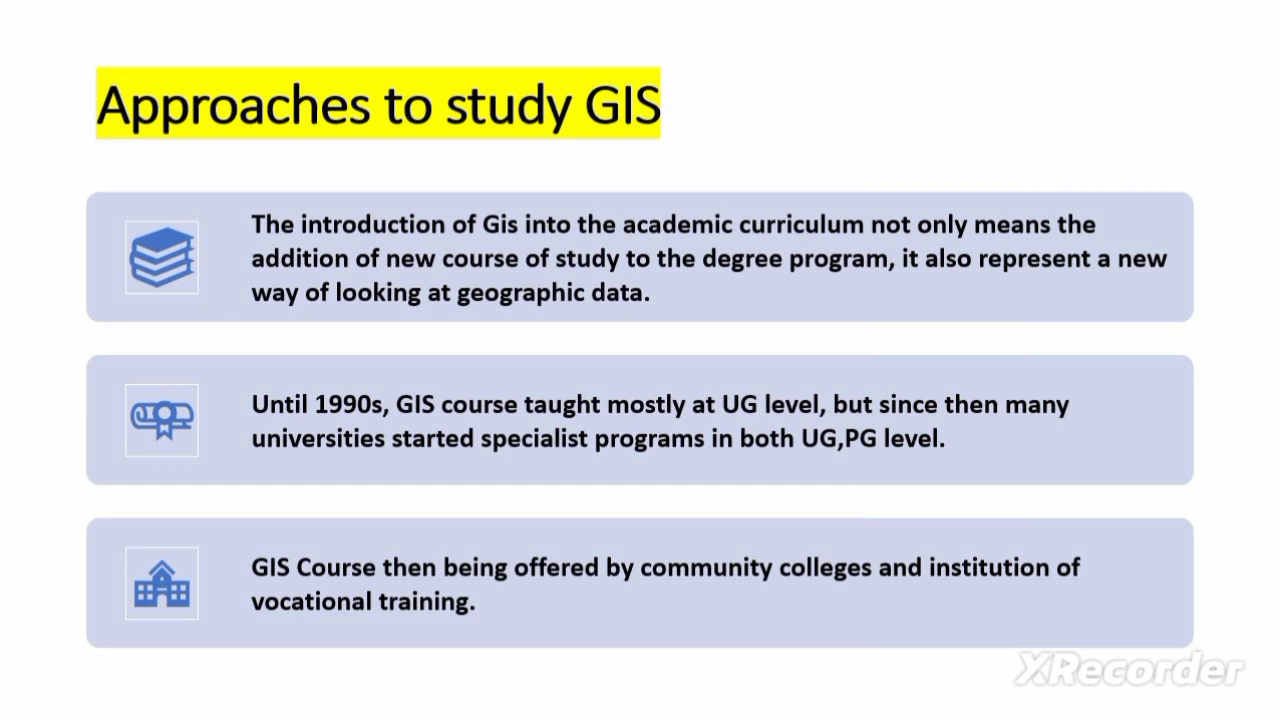 Approaches to study GIS
The introduction of Gis into the academic curriculum not only means the
addition of new course of study to the degree program, it also represent a new
way of looking at geographic data.
Until 1990s, GIS course taught mostly at UG level, but since then many
universities started specialist programs in both UG,PG level.
GIS Course then being offered by community colleges and institution of
vocational training.
XRecorder